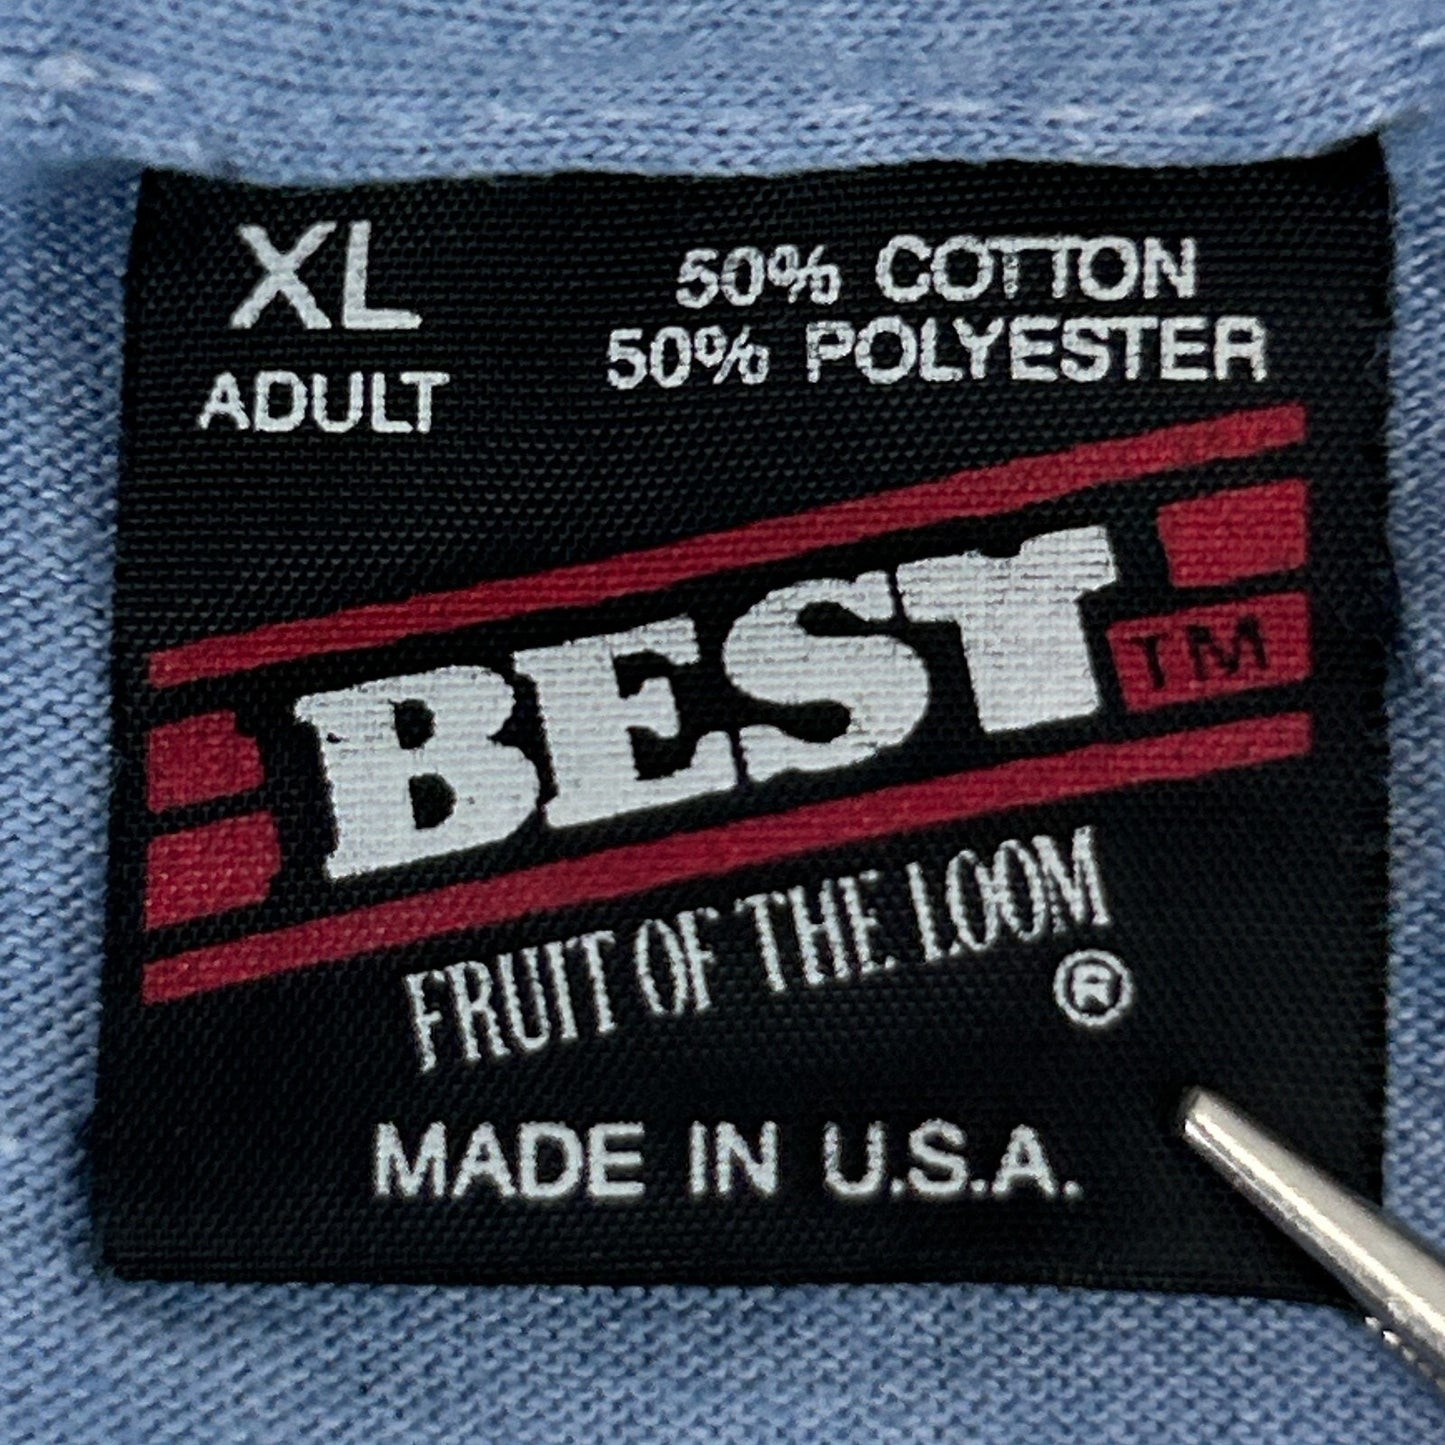 XL
ADULT
50% COTTON
50% POLYESTER
BEST TM
FRUIT OF THE LOOM
®
MADE IN U.S.A.